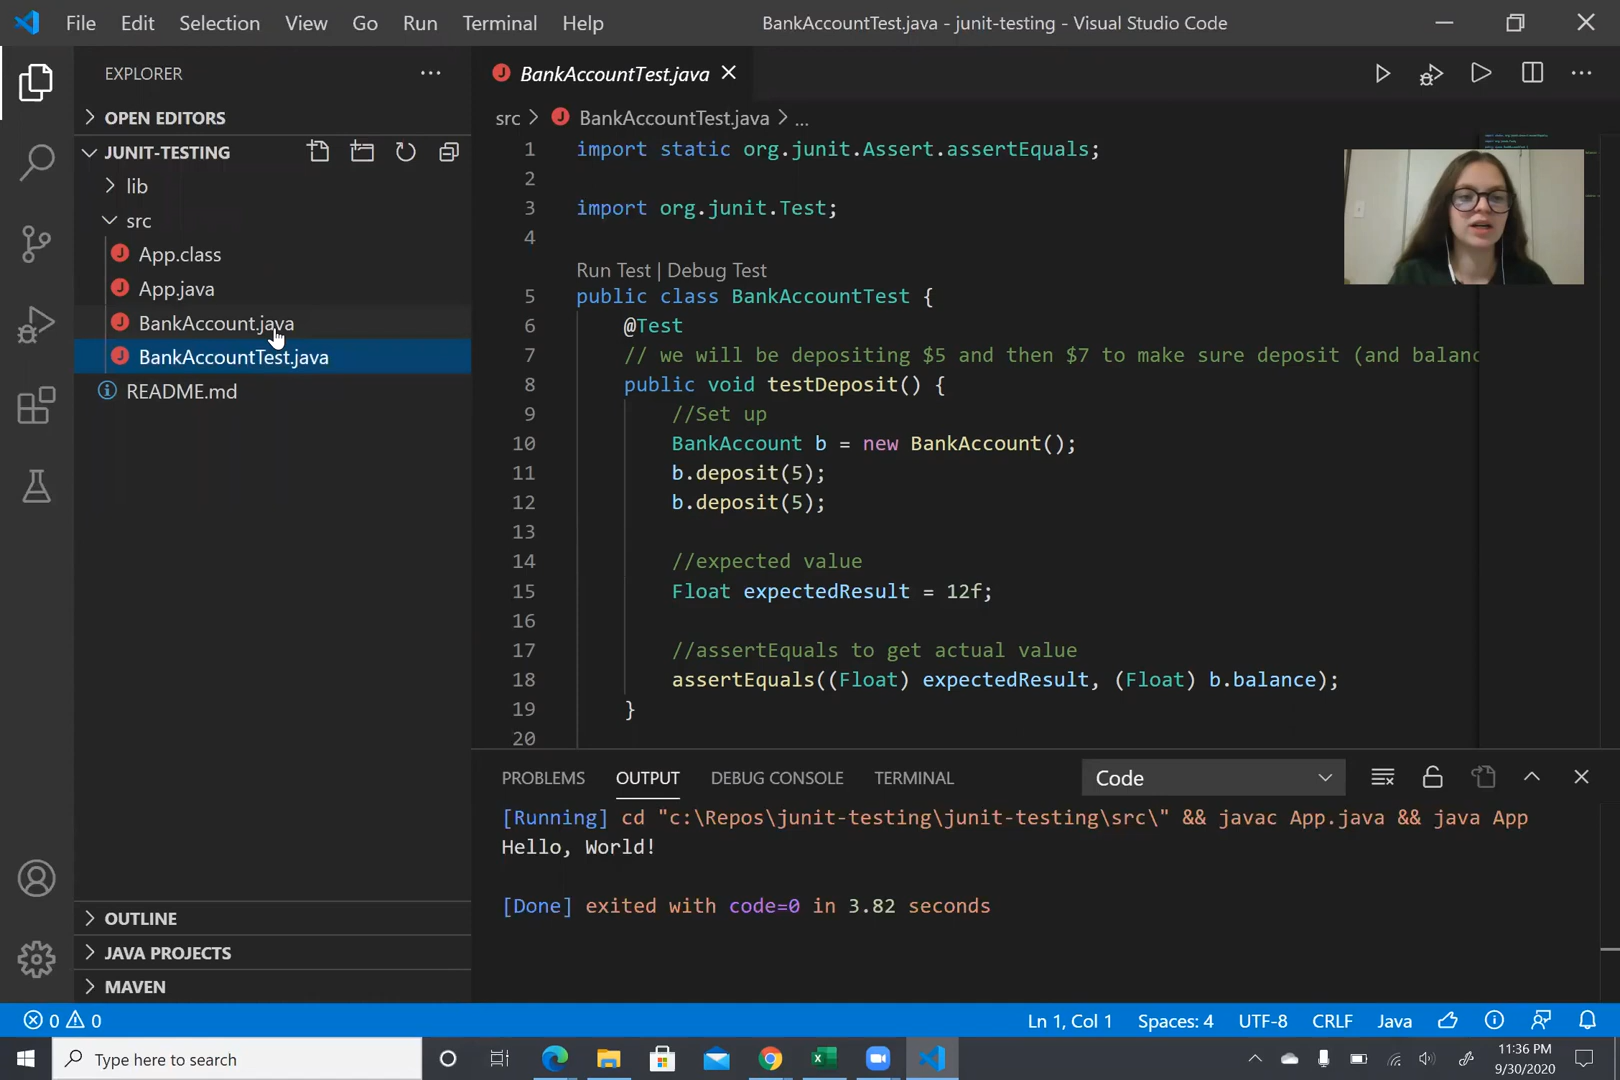 File Edit Selection View Go Run Terminal Help BankAccountTest.java - junit-testing - Visual Studio Code
EXPLORER
OPEN EDITORS
JUNIT-TESTING
lib
src
App.class
App.java
BankAccount.java
BankAccountTest.java
README.md
OUTLINE
JAVA PROJECTS
MAVEN
BankAccountTest.java
src > BankAccountTest.java > ...
1 import static org.junit.Assert.assertEquals;
2
3 import org.junit.Test;
4
Run Test | Debug Test
5 public class BankAccountTest {
6 @Test
7 // we will be depositing $5 and then $7 to make sure deposit (and balanc
8 public void testDeposit() {
9 //Set up
10 BankAccount b = new BankAccount();
11 b.deposit(5);
12 b.deposit(5);
13
14 //expected value
15 Float expectedResult = 12f;
16
17 //assertEquals to get actual value
18 assertEquals((Float) expectedResult, (Float) b.balance);
19 }
20
PROBLEMS OUTPUT DEBUG CONSOLE TERMINAL Code
[Running] cd "c:\Repos\junit-testing\junit-testing\src\" && javac App.java && java App
Hello, World!
[Done] exited with code=0 in 3.82 seconds
0 0 Ln 1, Col 1 Spaces: 4 UTF-8 CRLF Java
Type here to search
11:36 PM
9/30/2020